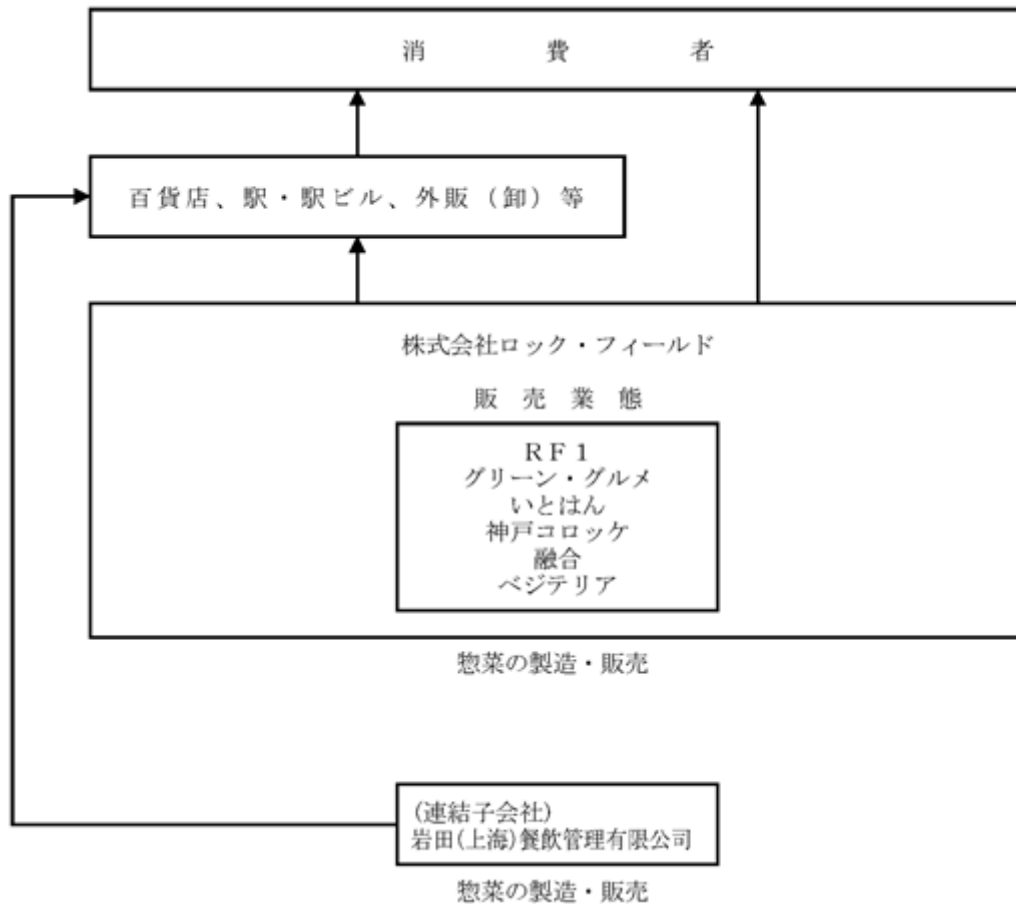 消費者
百貨店、駅・駅ビル、外販（卸）等
株式会社ロック・フィールド
販売業態
ＲＦ１
グリーン・グルメ
いとはん
神戸コロッケ
融合
ベジテリア
惣菜の製造・販売
(連結子会社)
岩田(上海)餐飲管理有限公司
惣菜の製造・販売